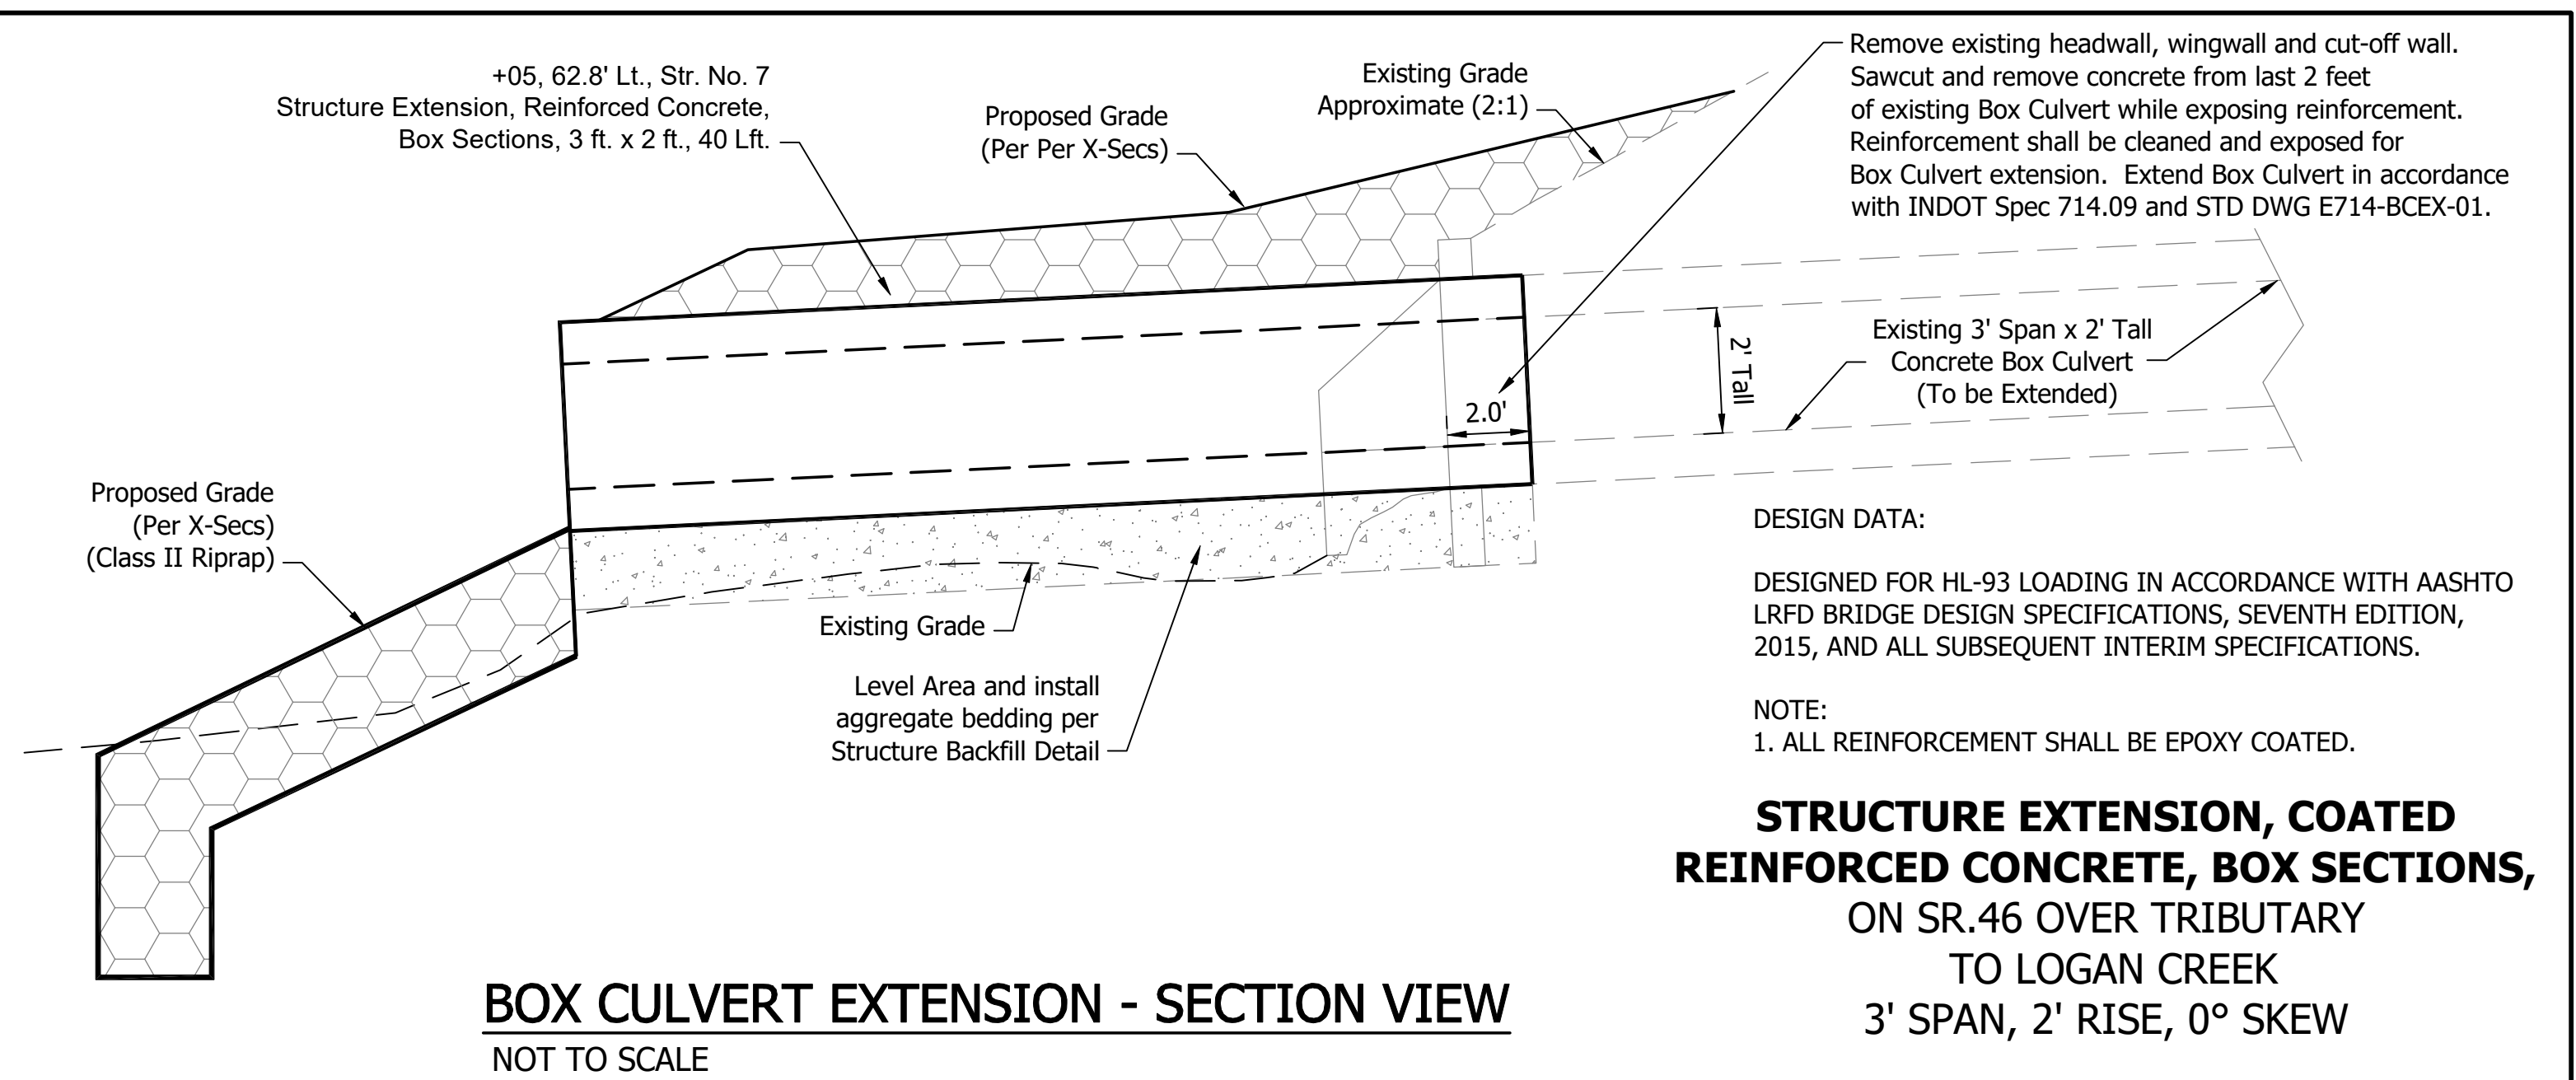 +05, 62.8' Lt., Str. No. 7
Structure Extension, Reinforced Concrete,
Box Sections, 3 ft. x 2 ft., 40 Lft.
Proposed Grade
(Per Per X-Secs)
Existing Grade
Approximate (2:1)
Remove existing headwall, wingwall and cut-off wall.
Sawcut and remove concrete from last 2 feet
of existing Box Culvert while exposing reinforcement.
Reinforcement shall be cleaned and exposed for
Box Culvert extension. Extend Box Culvert in accordance
with INDOT Spec 714.09 and STD DWG E714-BCEX-01.
2' Tall
Existing 3' Span x 2' Tall
Concrete Box Culvert
(To be Extended)
2.0'
Proposed Grade
(Per X-Secs)
(Class II Riprap)
Existing Grade
Level Area and install
aggregate bedding per
Structure Backfill Detail
DESIGN DATA:
DESIGNED FOR HL-93 LOADING IN ACCORDANCE WITH AASHTO
LRFD BRIDGE DESIGN SPECIFICATIONS, SEVENTH EDITION,
2015, AND ALL SUBSEQUENT INTERIM SPECIFICATIONS.
NOTE:
1. ALL REINFORCEMENT SHALL BE EPOXY COATED.
STRUCTURE EXTENSION, COATED
REINFORCED CONCRETE, BOX SECTIONS,
ON SR.46 OVER TRIBUTARY
TO LOGAN CREEK
3' SPAN, 2' RISE, 0° SKEW
BOX CULVERT EXTENSION - SECTION VIEW
NOT TO SCALE